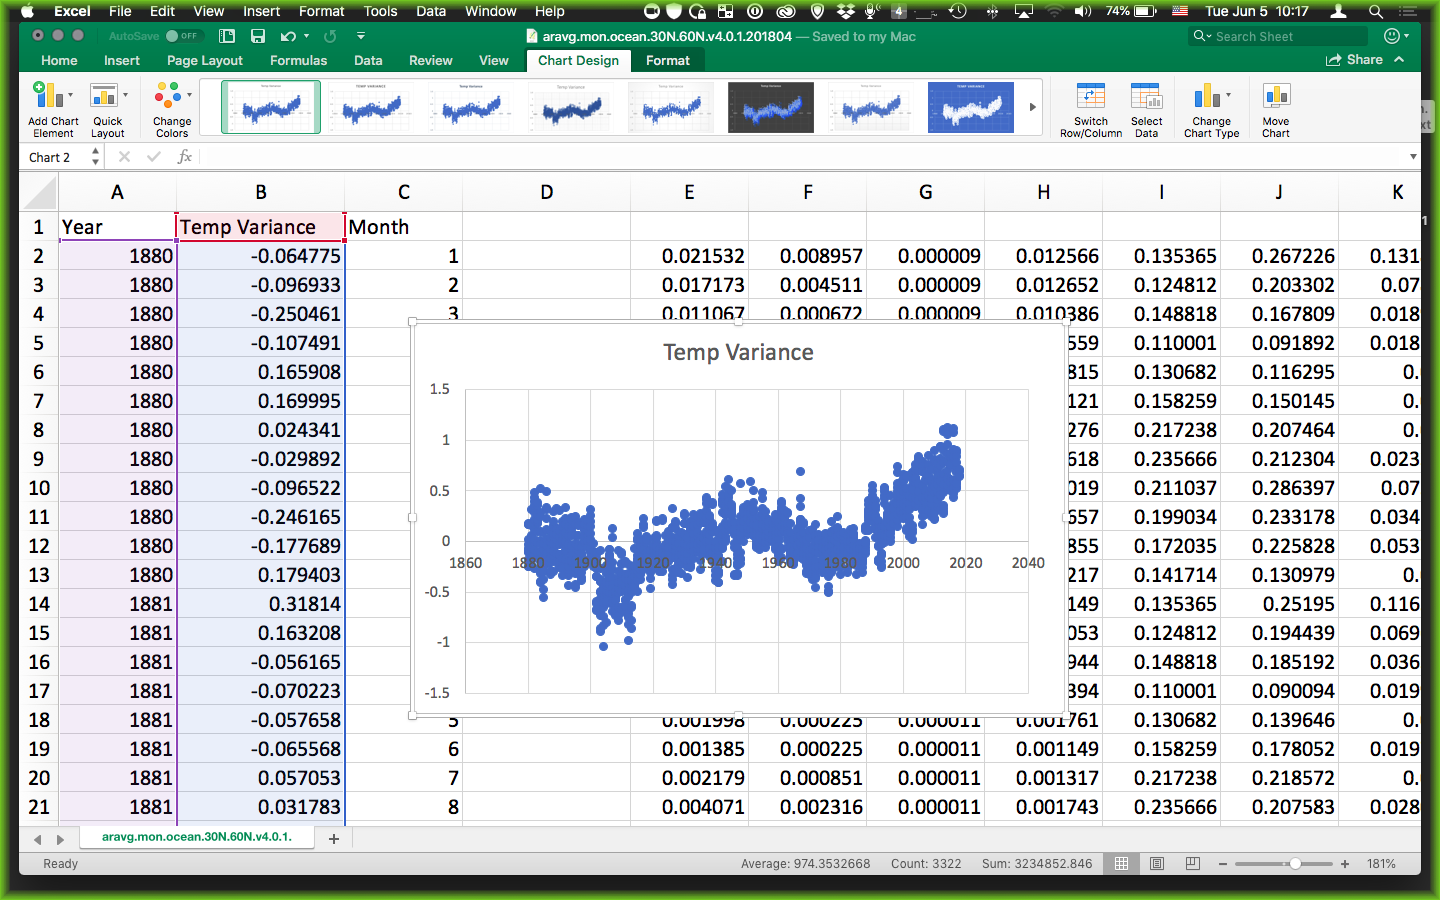 Excel File Edit View Insert Format Tools Data Window Help 4 74% Tue Jun 5 10:17
AutoSave OFF aravg.mon.ocean.30N.60N.v4.0.1.201804 — Saved to my Mac Search Sheet
Home Insert Page Layout Formulas Data Review View Chart Design Format Share
Add Chart Element Quick Layout Change Colors Switch Row/Column Select Data Change Chart Type Move Chart
Chart 2 fx
A B C D E F G H I J K
1 Year Temp Variance Month
2 1880 -0.064775 1 0.021532 0.008957 0.000009 0.012566 0.135365 0.267226 0.131
3 1880 -0.096933 2 0.017173 0.004511 0.000009 0.012652 0.124812 0.203302 0.07
4 1880 -0.250461 3 0.011067 0.000672 0.000009 0.010386 0.148818 0.167809 0.018
5 1880 -0.107491 559 0.110001 0.091892 0.018
6 1880 0.165908 815 0.130682 0.116295 0.
7 1880 0.169995 121 0.158259 0.150145 0.
8 1880 0.024341 276 0.217238 0.207464 0.
9 1880 -0.029892 618 0.235666 0.212304 0.023
10 1880 -0.096522 019 0.211037 0.286397 0.07
11 1880 -0.246165 657 0.199034 0.233178 0.034
12 1880 -0.177689 855 0.172035 0.225828 0.053
13 1880 0.179403 217 0.141714 0.130979 0.
14 1881 0.31814 149 0.135365 0.25195 0.116
15 1881 0.163208 053 0.124812 0.194439 0.069
16 1881 -0.056165 944 0.148818 0.185192 0.036
17 1881 -0.070223 394 0.110001 0.090094 0.019
18 1881 -0.057658 5 0.001998 0.000225 0.000011 0.001761 0.130682 0.139646 0.
19 1881 -0.065568 6 0.001385 0.000225 0.000011 0.001149 0.158259 0.178052 0.019
20 1881 0.057053 7 0.002179 0.000851 0.000011 0.001317 0.217238 0.218572 0.
21 1881 0.031783 8 0.004071 0.002316 0.000011 0.001743 0.235666 0.207583 0.028
Temp Variance
1.5
1
0.5
0
1860 1880 1900 1920 1940 1960 1980 2000 2020 2040
-0.5
-1
-1.5
aravg.mon.ocean.30N.60N.v4.0.1. +
Ready Average: 974.3532668 Count: 3322 Sum: 3234852.846 181%